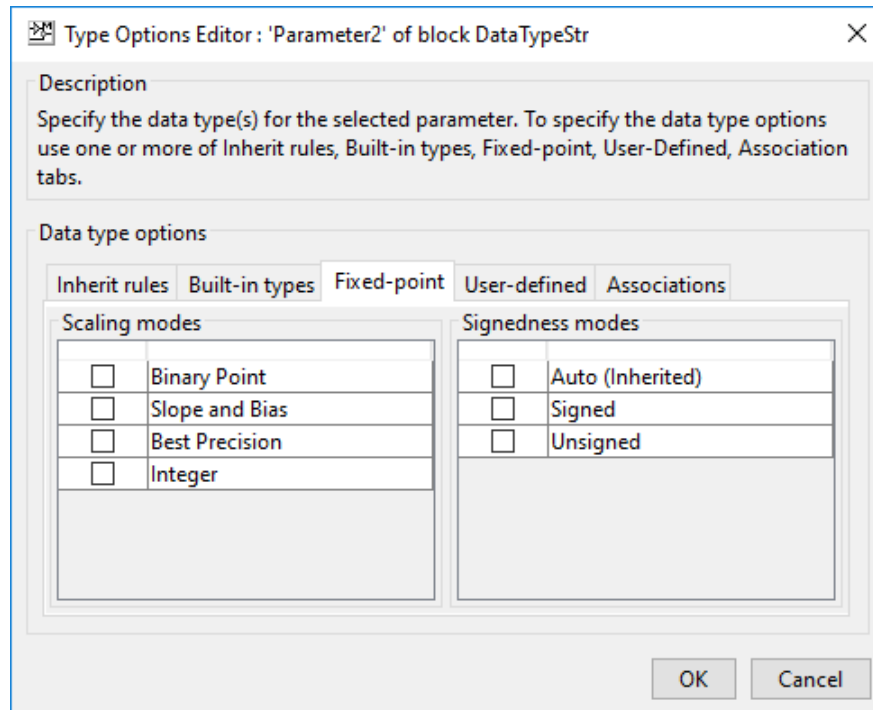 Type Options Editor : 'Parameter2' of block DataTypeStr
Description
Specify the data type(s) for the selected parameter. To specify the data type options
use one or more of Inherit rules, Built-in types, Fixed-point, User-Defined, Association
tabs.
Data type options
Inherit rules Built-in types Fixed-point User-defined Associations
Scaling modes
Binary Point
Slope and Bias
Best Precision
Integer
Signedness modes
Auto (Inherited)
Signed
Unsigned
OK Cancel